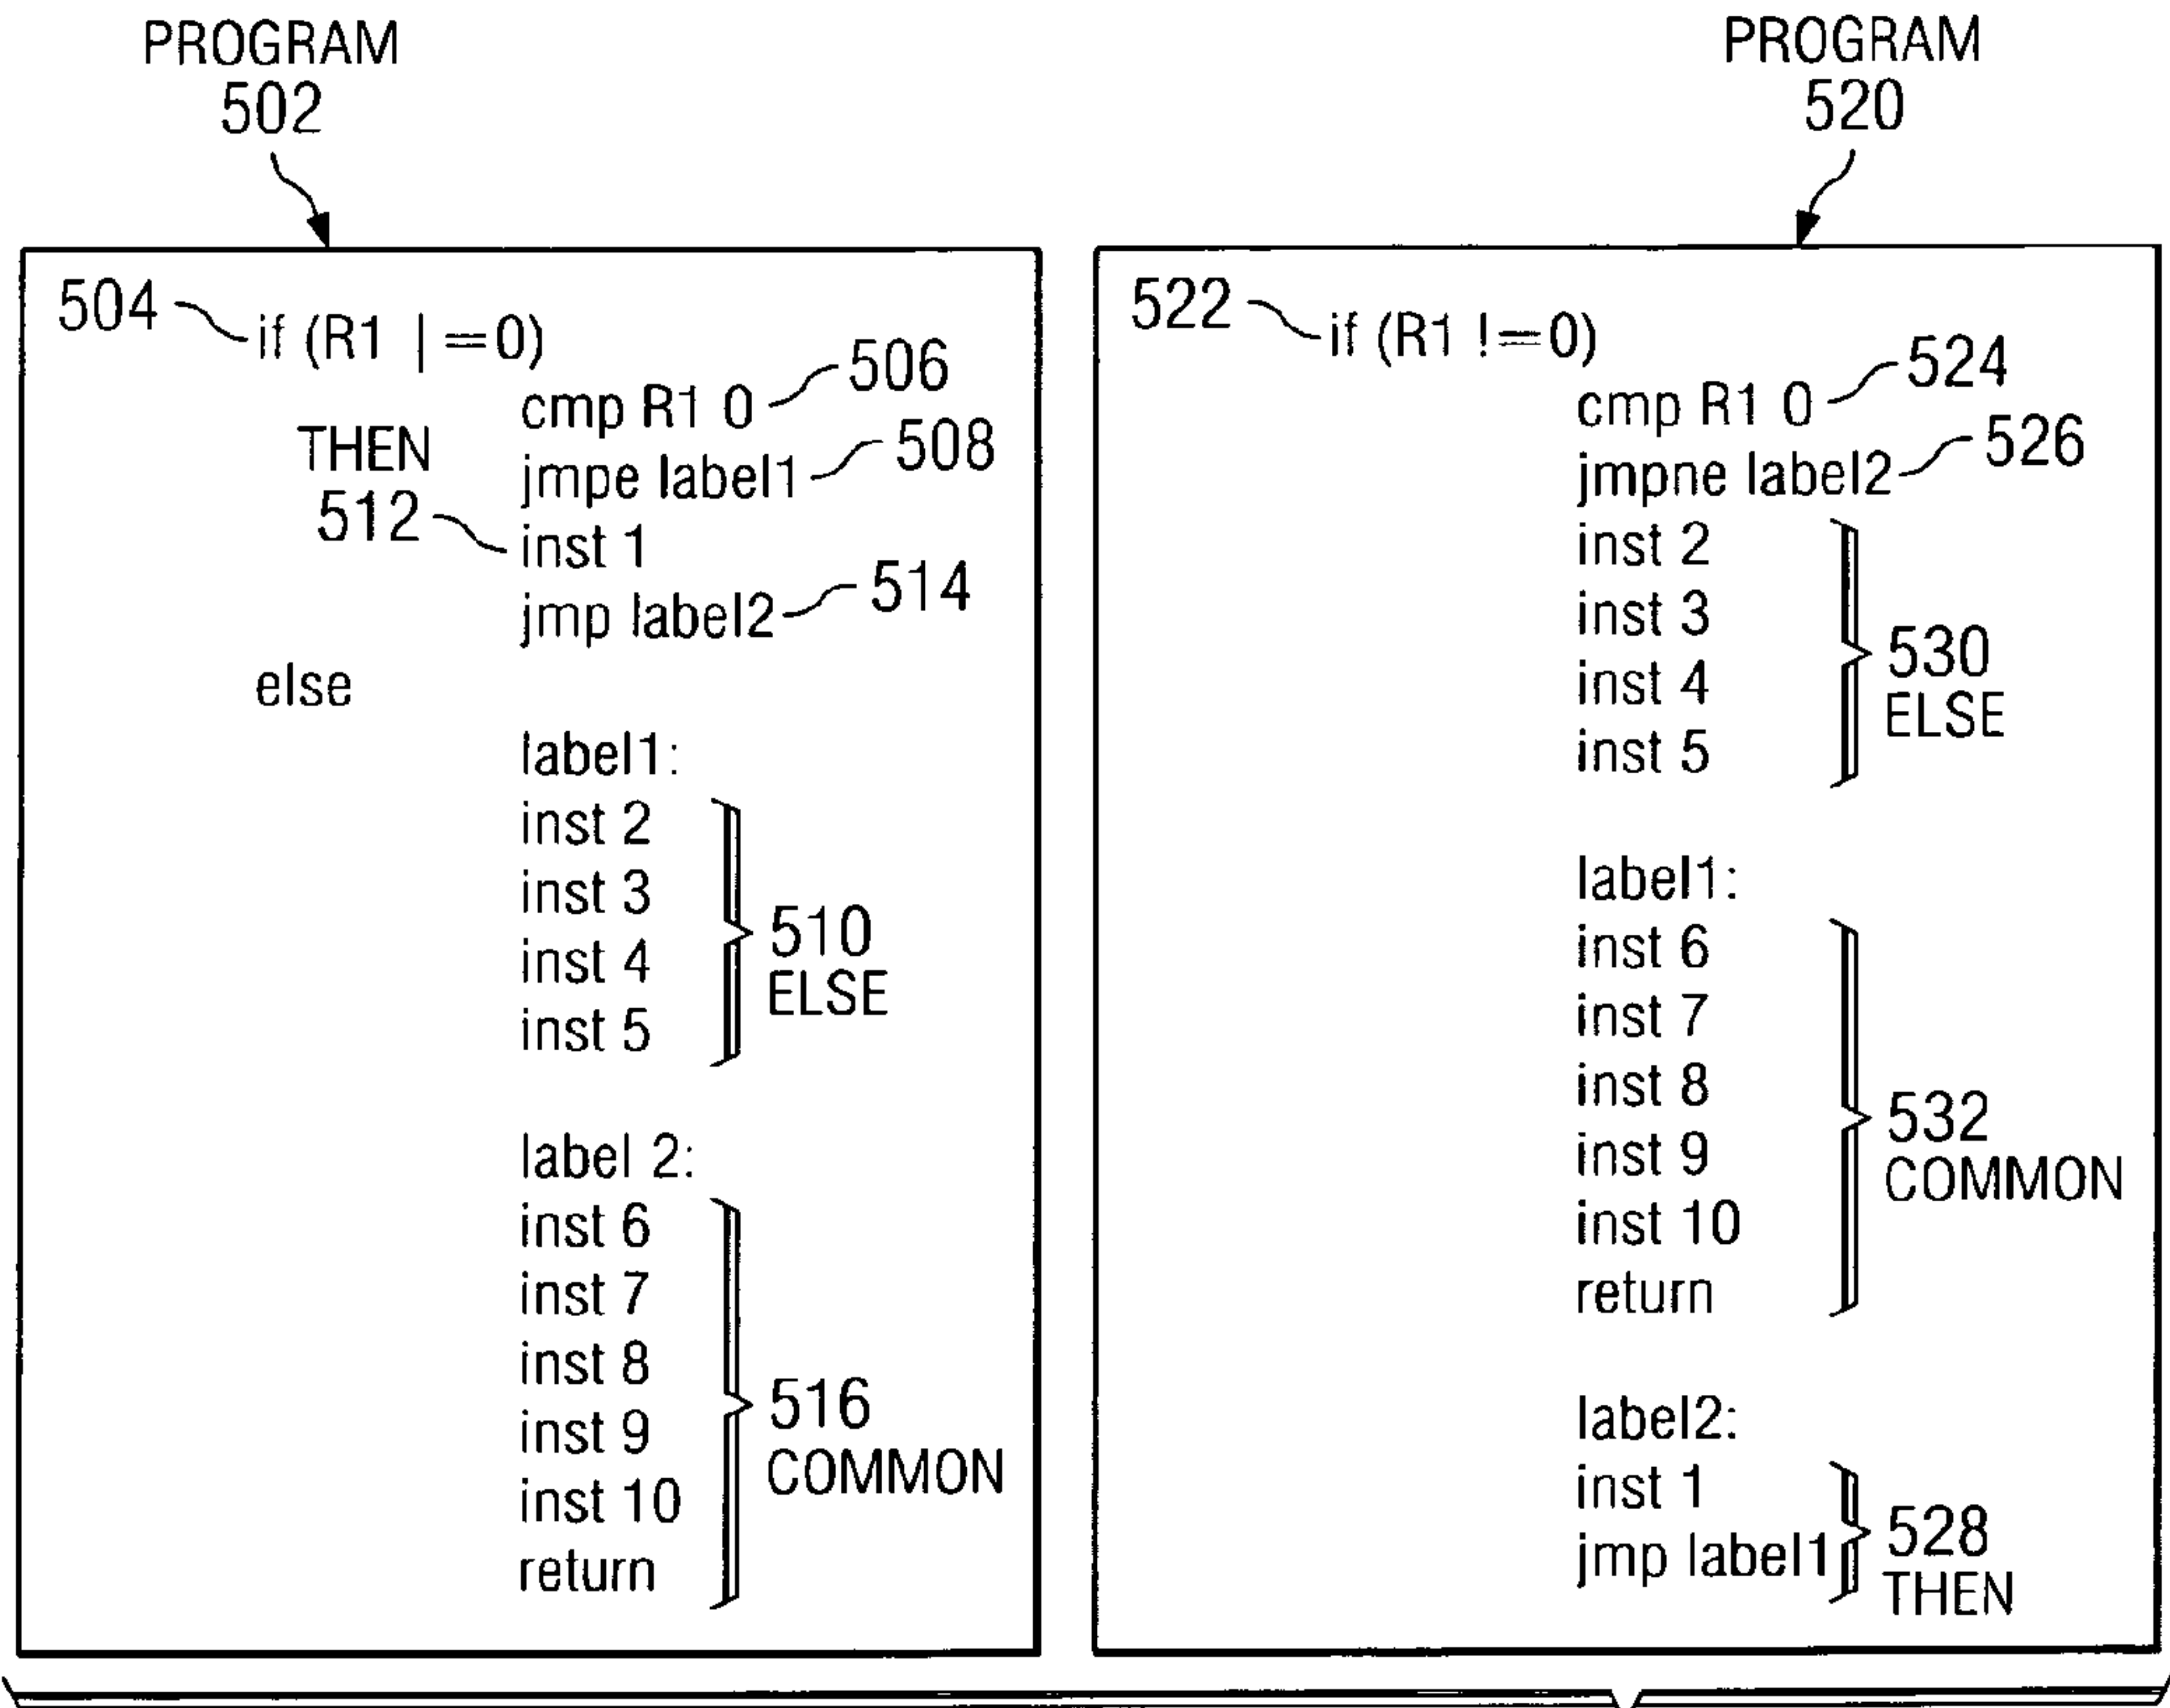 PROGRAM
502
504
if (R1 |==0)
cmp R1 0
506
THEN
512
jmpe label1
508
inst 1
jmp label2
514
else
label1:
inst 2
inst 3
inst 4
inst 5
510
ELSE
label 2:
inst 6
inst 7
inst 8
inst 9
inst 10
return
516
COMMON
PROGRAM
520
522
if (R1 !==0)
cmp R1 0
524
jmpne label2
526
inst 2
inst 3
inst 4
inst 5
530
ELSE
label1:
inst 6
inst 7
inst 8
inst 9
inst 10
return
532
COMMON
label2:
inst 1
jmp label1
528
THEN